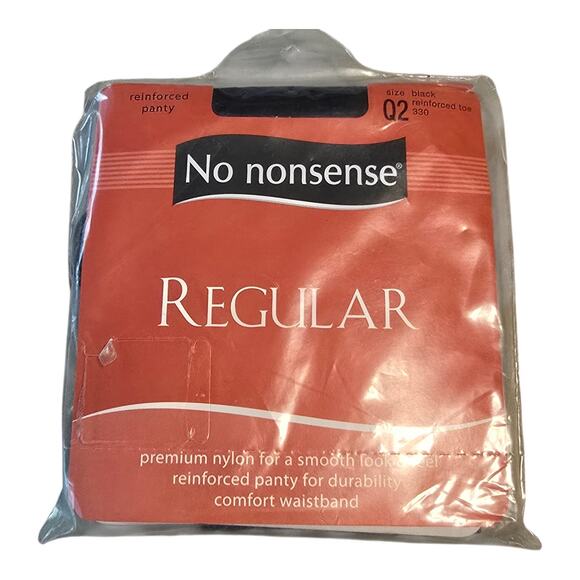 reinforced
panty
size black
Q2 reinforced toe
330
No nonsense®
REGULAR
premium nylon for a smooth look
reinforced panty for durability
comfort waistband